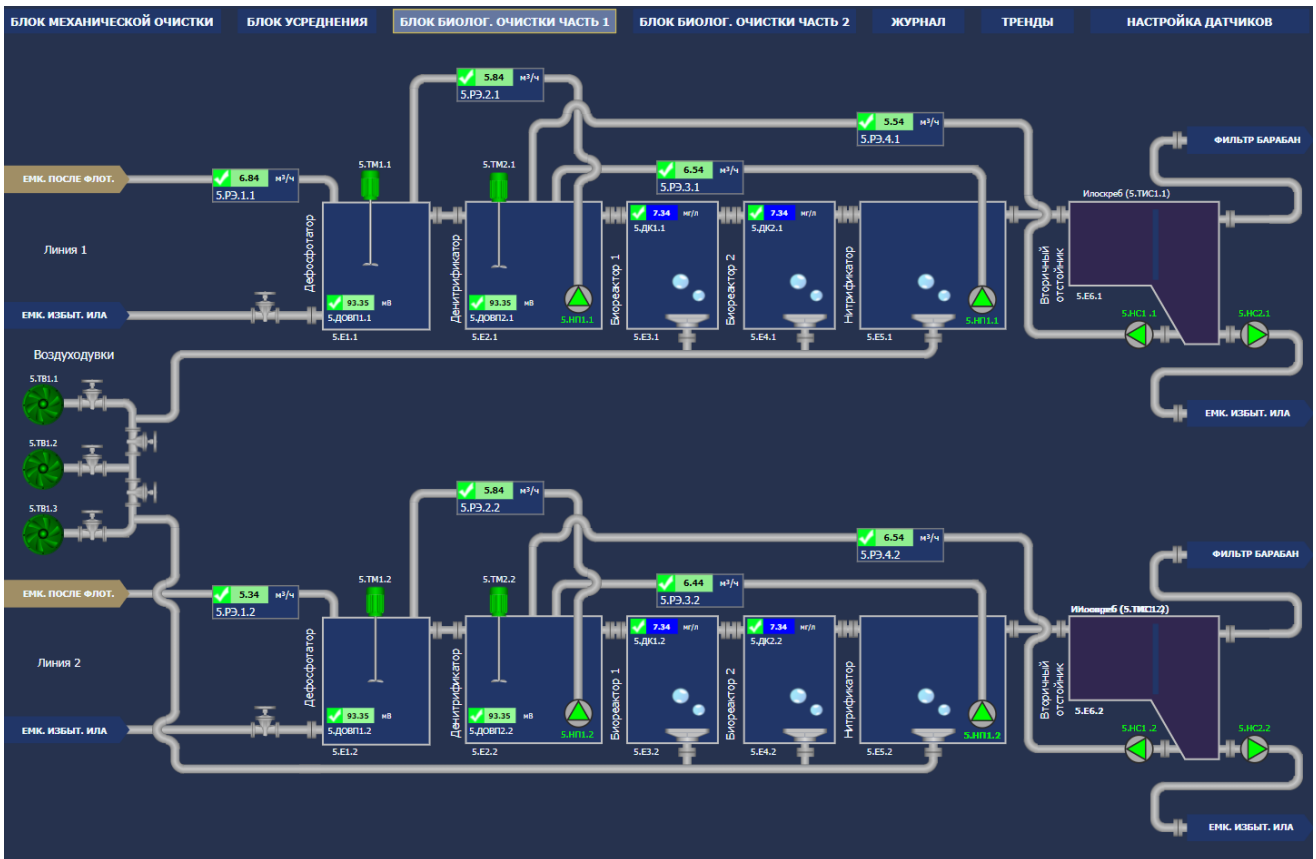 БЛОК МЕХАНИЧЕСКОЙ ОЧИСТКИ
БЛОК УСРЕДНЕНИЯ
БЛОК БИОЛОГ. ОЧИСТКИ ЧАСТЬ 1
БЛОК БИОЛОГ. ОЧИСТКИ ЧАСТЬ 2
ЖУРНАЛ
ТРЕНДЫ
НАСТРОЙКА ДАТЧИКОВ
5.84 м³/ч
5.РЭ.2.1
5.54 м³/ч
5.РЭ.4.1
ФИЛЬТР БАРАБАН
ЕМК. ПОСЛЕ ФЛОТ.
6.84 м³/ч
5.РЭ.1.1
5.ТМ1.1
5.ТМ2.1
6.54 м³/ч
5.РЭ.3.1
Илоскреб (5.ТИС1.1)
Линия 1
Дефосфотатор
Денитрификатор
Биореактор 1
7.34 мг/л
5.ДК1.1
Биореактор 2
7.34 мг/л
5.ДК2.1
Нитрификатор
Вторичный
отстойник
5.Е6.1
ЕМК. ИЗБЫТ. ИЛА
93.35 мВ
5.ДОВП1.1
93.35 мВ
5.ДОВП2.1
5.НП1.1
5.НП1.1
5.НС1 .1
5.НС2.1
5.Е1.1
5.Е2.1
5.Е3.1
5.Е4.1
5.Е5.1
Воздуходувки
5.ТВ1.1
5.ТВ1.2
5.ТВ1.3
ЕМК. ИЗБЫТ. ИЛА
5.84 м³/ч
5.РЭ.2.2
6.54 м³/ч
5.РЭ.4.2
ФИЛЬТР БАРАБАН
ЕМК. ПОСЛЕ ФЛОТ.
5.34 м³/ч
5.РЭ.1.2
5.ТМ1.2
5.ТМ2.2
6.44 м³/ч
5.РЭ.3.2
Линия 2
Дефосфотатор
Денитрификатор
Биореактор 1
7.34 мг/л
5.ДК1.2
Биореактор 2
7.34 мг/л
5.ДК2.2
Нитрификатор
Вторичный
отстойник
5.Е6.2
ЕМК. ИЗБЫТ. ИЛА
93.35 мВ
5.ДОВП1.2
93.35 мВ
5.ДОВП2.2
5.НП1.2
5.НП1.2
5.НС1 .2
5.НС2.2
5.Е1.2
5.Е2.2
5.Е3.2
5.Е4.2
5.Е5.2
ЕМК. ИЗБЫТ. ИЛА